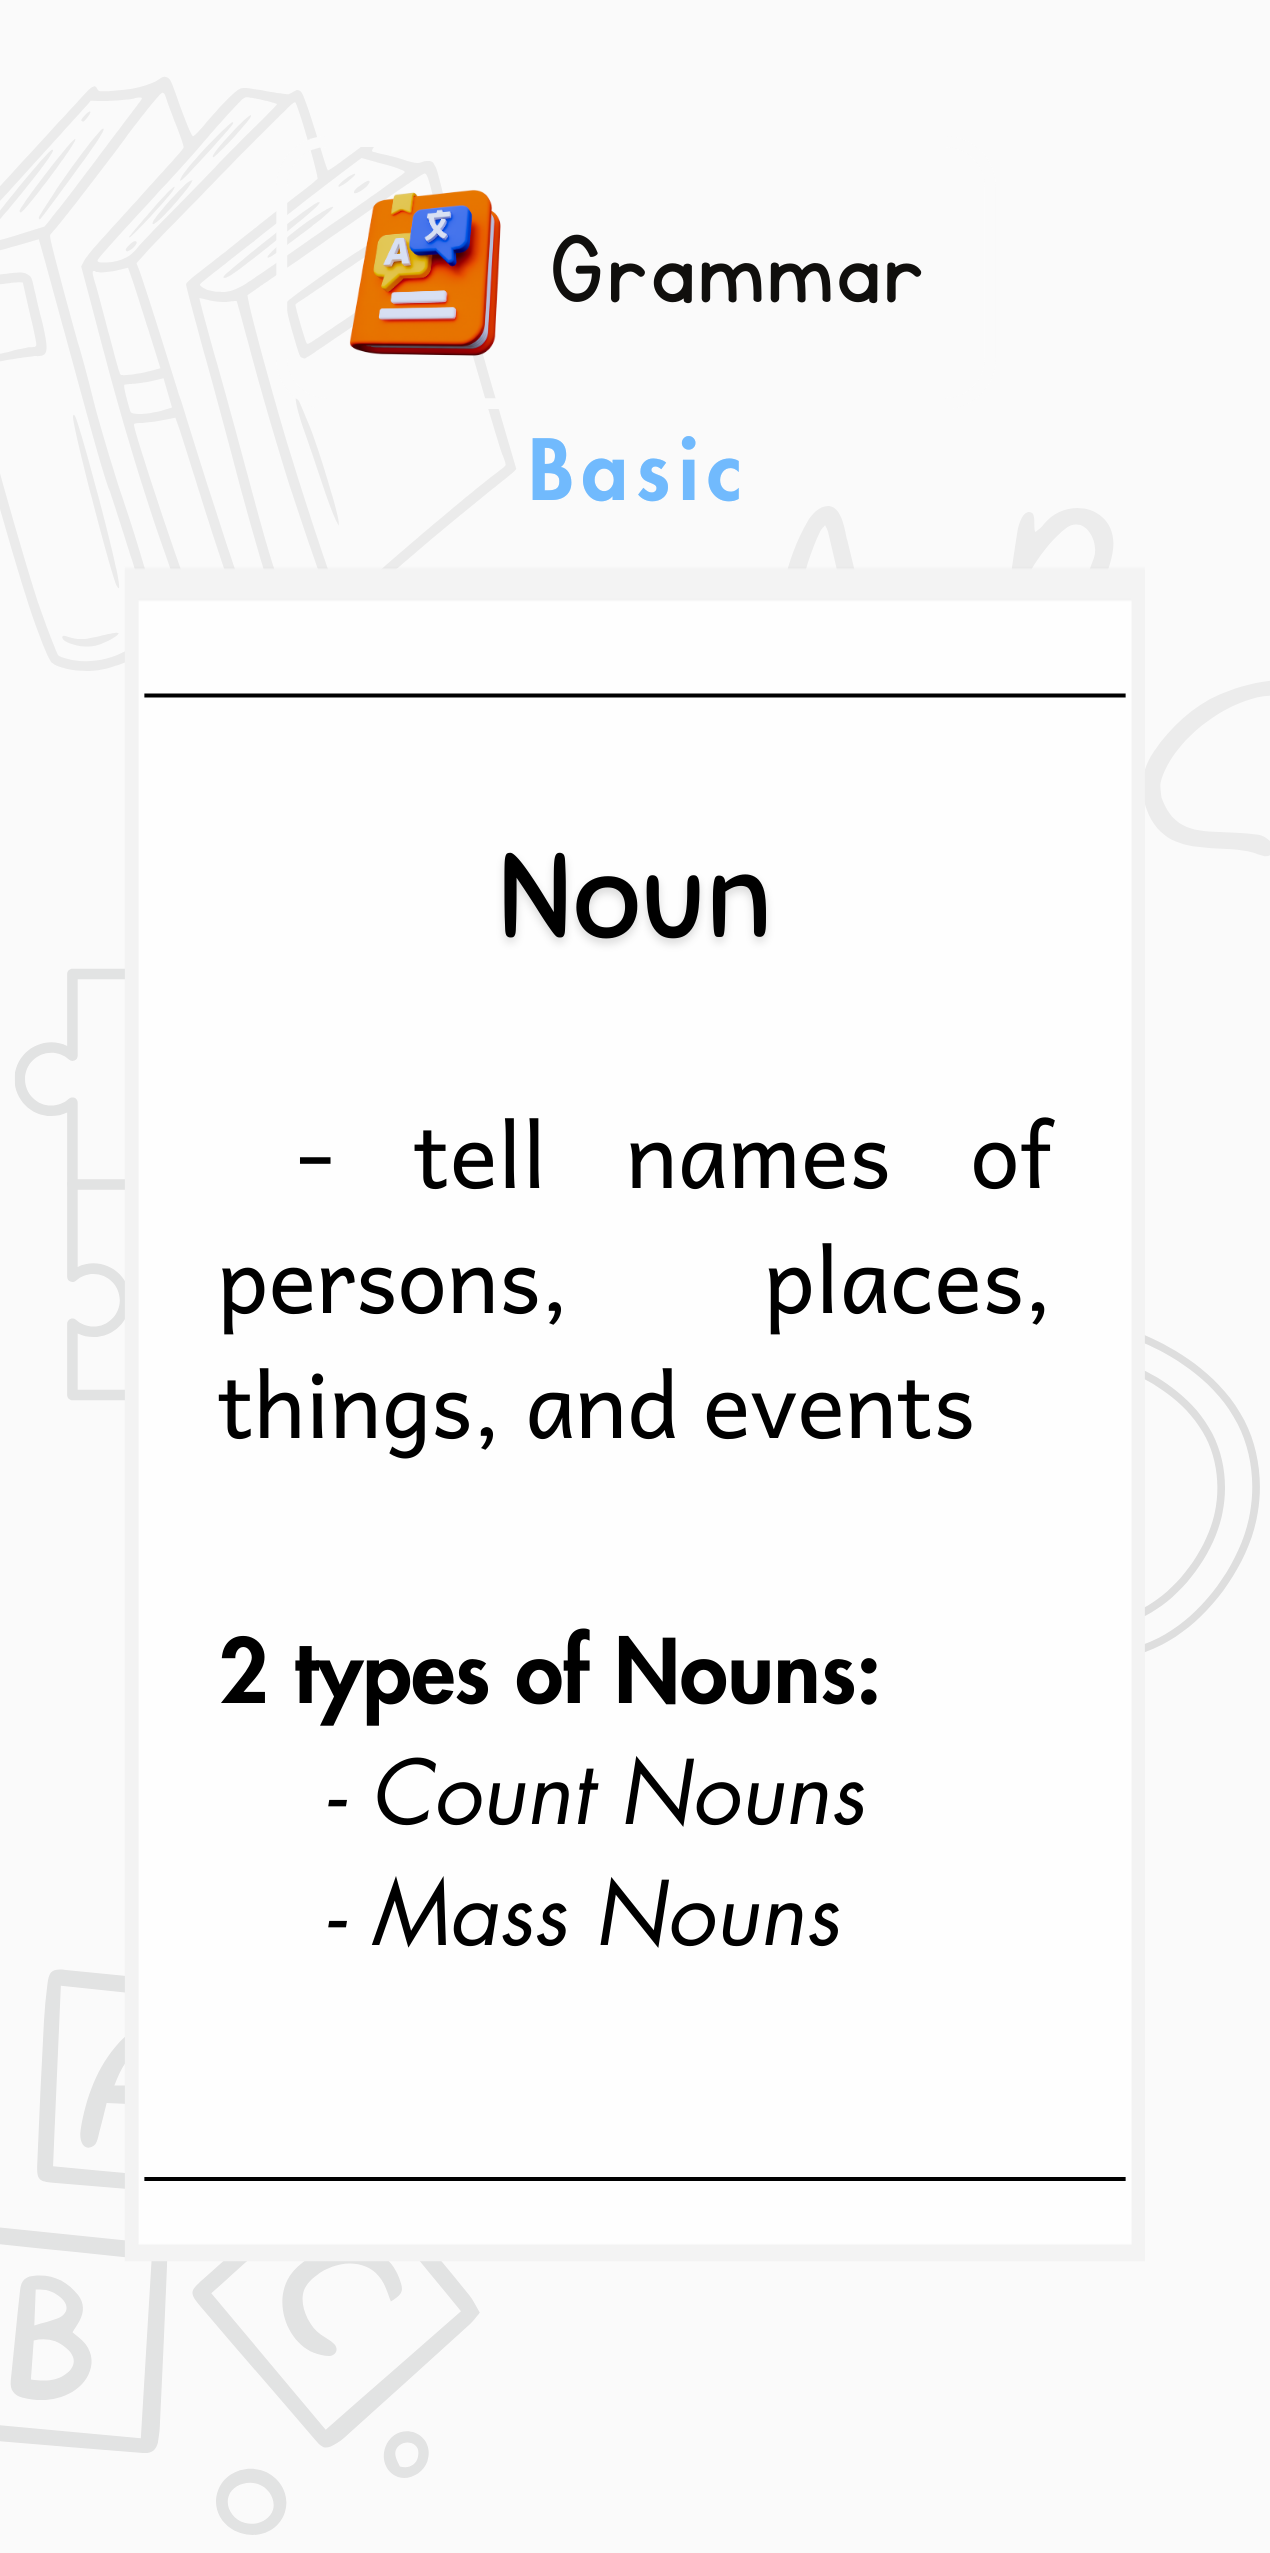 A 文
Grammar
Basic
Noun
- tell names of
persons, places,
things, and events
2 types of Nouns:
- Count Nouns
- Mass Nouns
A
B
C